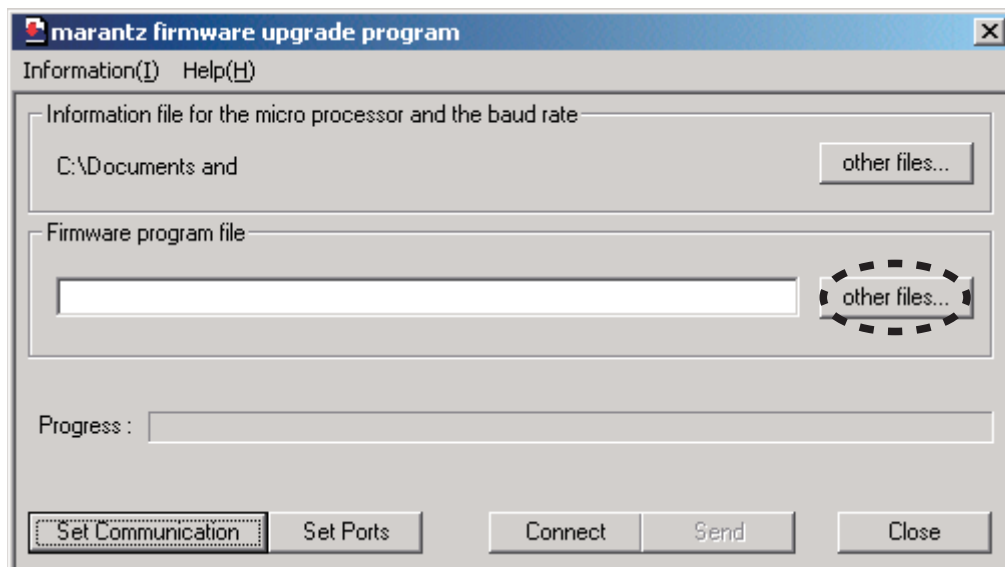 marantz firmware upgrade program
Information(I) Help(H)
Information file for the micro processor and the baud rate
C:\Documents and
other files...
Firmware program file
other files...
Progress :
Set Communication Set Ports Connect Send Close